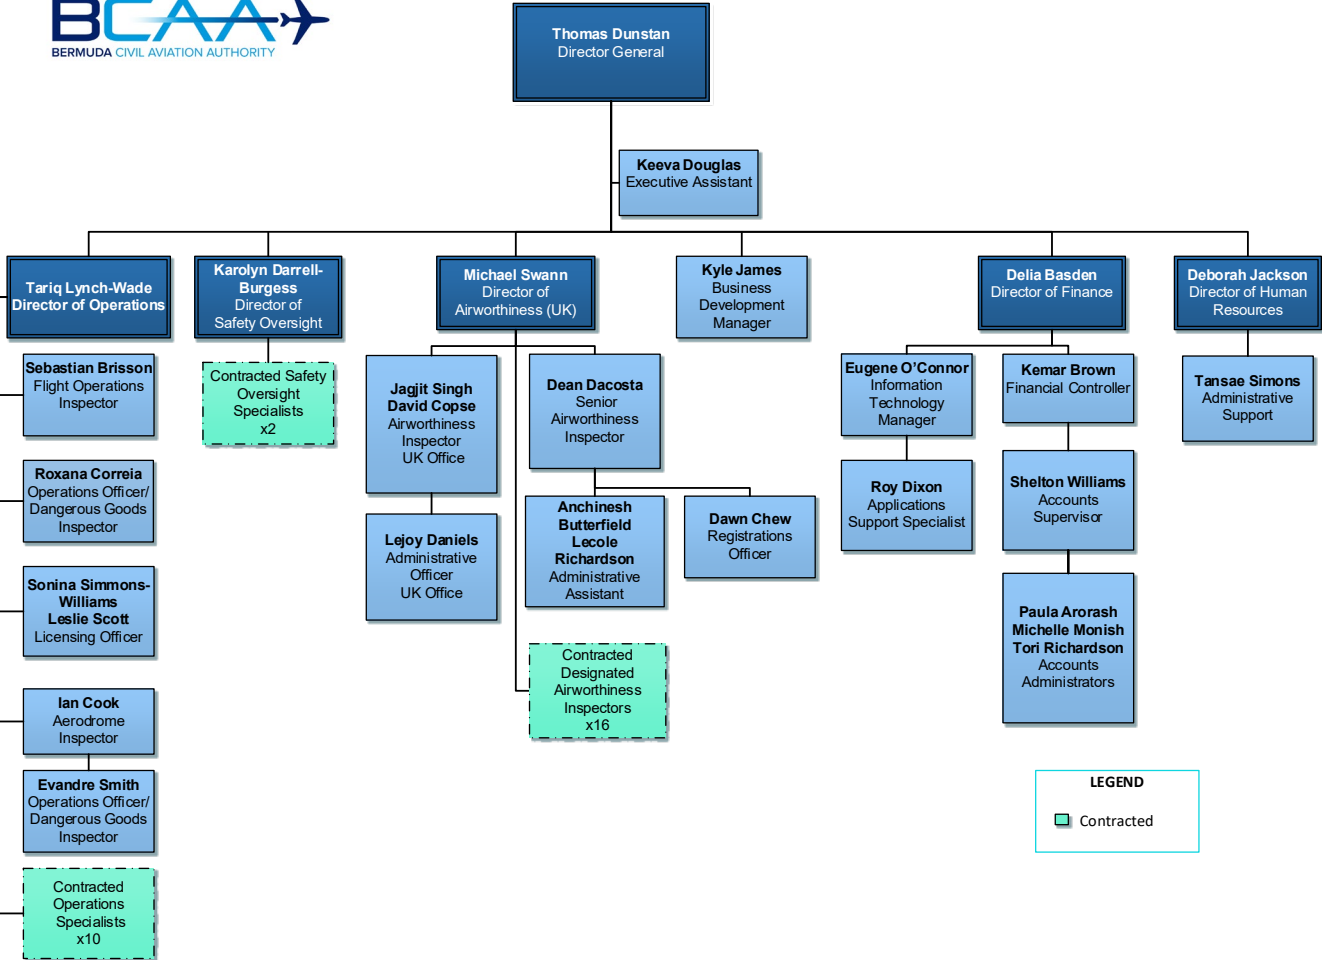 BCAA
BERMUDA CIVIL AVIATION AUTHORITY
Thomas Dunstan
Director General
Keeva Douglas
Executive Assistant
Tariq Lynch-Wade
Director of Operations
Karolyn Darrell-
Burgess
Director of
Safety Oversight
Michael Swann
Director of
Airworthiness (UK)
Kyle James
Business
Development
Manager
Delia Basden
Director of Finance
Deborah Jackson
Director of Human
Resources
Sebastian Brisson
Flight Operations
Inspector
Roxana Correia
Operations Officer/
Dangerous Goods
Inspector
Sonina Simmons-
Williams
Leslie Scott
Licensing Officer
Ian Cook
Aerodrome
Inspector
Evandre Smith
Operations Officer/
Dangerous Goods
Inspector
Contracted
Operations
Specialists
x10
Contracted Safety
Oversight
Specialists
x2
Jagjit Singh
David Copse
Airworthiness
Inspector
UK Office
Lejoy Daniels
Administrative
Officer
UK Office
Dean Dacosta
Senior
Airworthiness
Inspector
Anchinesh
Butterfield
Lecole
Richardson
Administrative
Assistant
Dawn Chew
Registrations
Officer
Contracted
Designated
Airworthiness
Inspectors
x16
Eugene O’Connor
Information
Technology
Manager
Roy Dixon
Applications
Support Specialist
Kemar Brown
Financial Controller
Shelton Williams
Accounts
Supervisor
Paula Arorash
Michelle Monish
Tori Richardson
Accounts
Administrators
Tansae Simons
Administrative
Support
LEGEND
Contracted